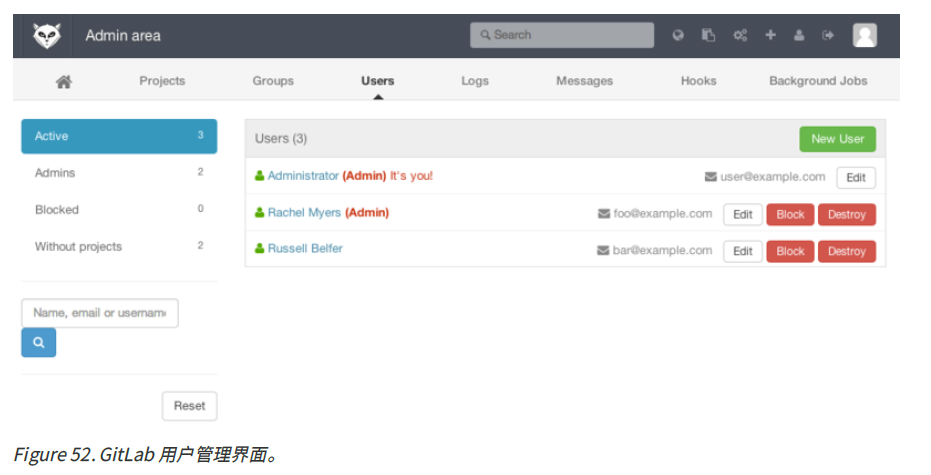 Admin area
Search
Projects Groups Users Logs Messages Hooks Background Jobs
Active 3
Admins 2
Blocked 0
Without projects 2
Name, email or usernam
Reset
Users (3) New User
Administrator (Admin) It's you! user@example.com Edit
Rachel Myers (Admin) foo@example.com Edit Block Destroy
Russell Belfer bar@example.com Edit Block Destroy
Figure 52. GitLab 用户管理界面。